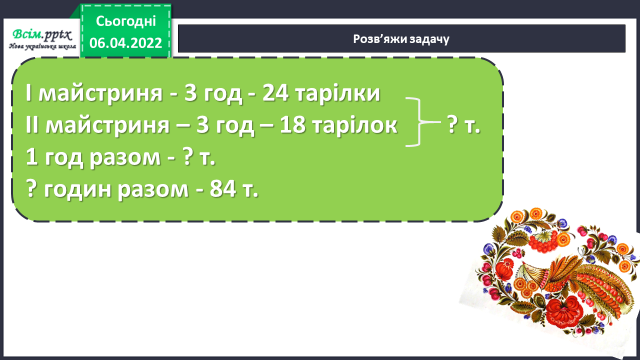 Всім.pptx
Нова українська школа
Сьогодні
06.04.2022
Розв’яжи задачу
І майстриня - 3 год - 24 тарілки
ІІ майстриня – 3 год – 18 тарілок ? т.
1 год разом - ? т.
? годин разом - 84 т.